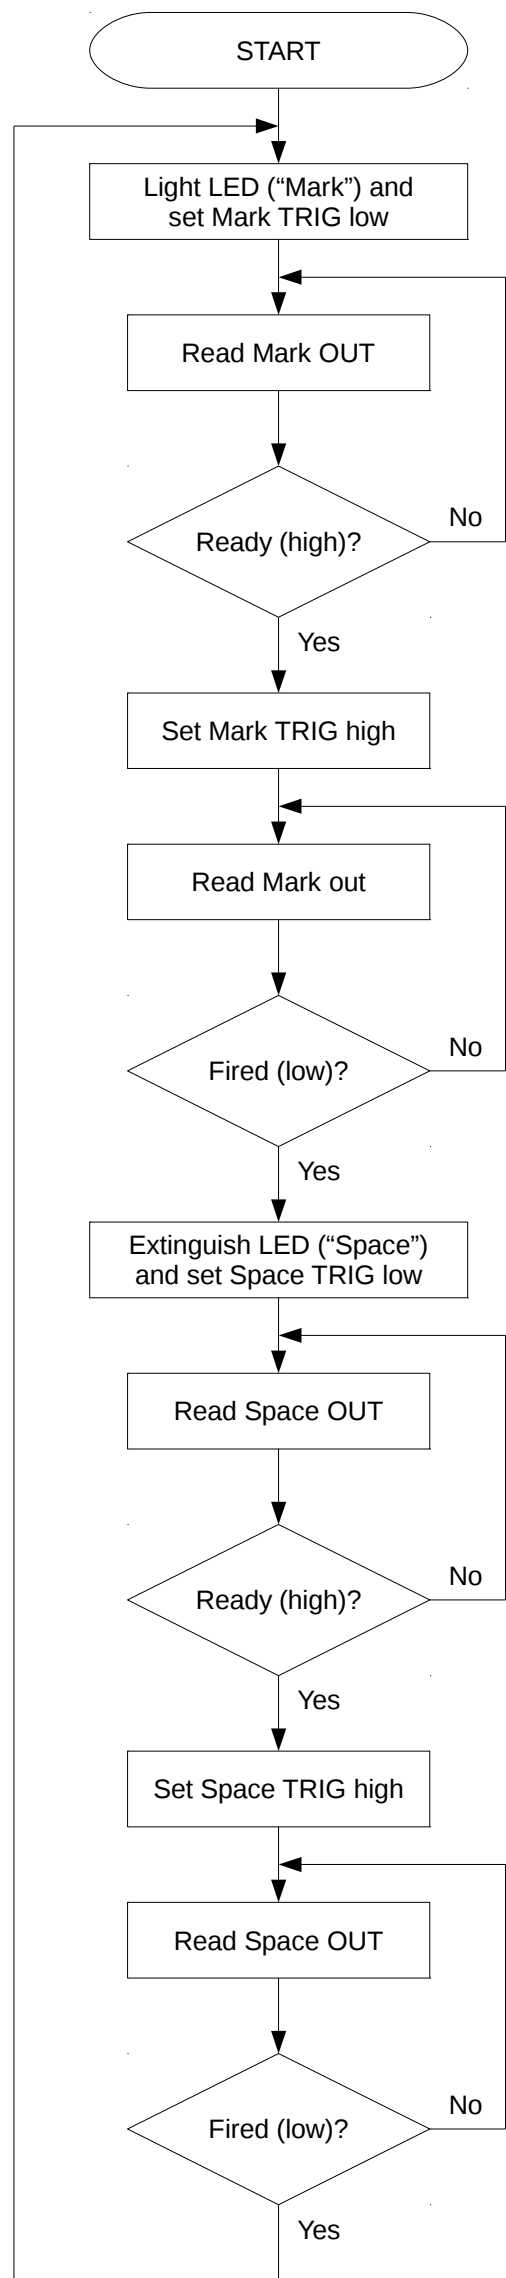 START
Light LED (“Mark”) and
set Mark TRIG low
Read Mark OUT
Ready (high)?
No
Yes
Set Mark TRIG high
Read Mark out
Fired (low)?
No
Yes
Extinguish LED (“Space”)
and set Space TRIG low
Read Space OUT
Ready (high)?
No
Yes
Set Space TRIG high
Read Space OUT
Fired (low)?
No
Yes